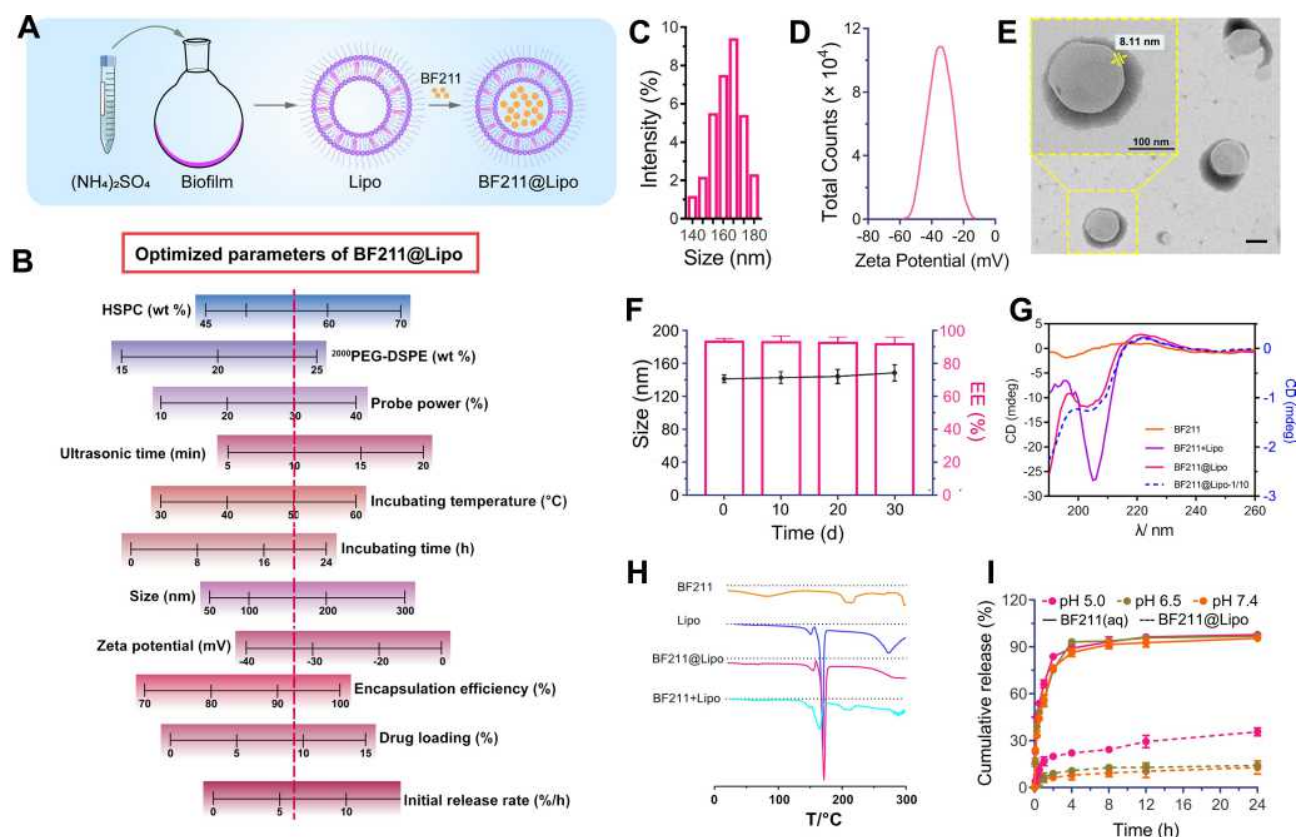 A
BF211
(NH₄)₂SO₄
Biofilm
Lipo
BF211@Lipo
B
Optimized parameters of BF211@Lipo
HSPC (wt %)
45 60 70
²⁰⁰⁰PEG-DSPE (wt %)
15 20 25
Probe power (%)
10 20 30 40
Ultrasonic time (min)
5 10 15 20
Incubating temperature (°C)
30 40 50 60
Incubating time (h)
0 8 16 24
Size (nm)
50 100 200 300
Zeta potential (mV)
-40 -30 -20 0
Encapsulation efficiency (%)
70 80 90 100
Drug loading (%)
0 5 10 15
Initial release rate (%/h)
0 5 10
C
Intensity (%)
10
8
6
4
2
0
140 160 180
Size (nm)
D
Total Counts (× 10⁴)
12
8
4
0
-80 -60 -40 -20 0
Zeta Potential (mV)
E
8.11 nm
100 nm
F
Size (nm)
200
160
120
80
40
0
100
80
60
40
20
0
EE (%)
0 10 20 30
Time (d)
G
CD (mdeg)
5
0
-5
-10
-15
-20
-25
-30
0
-1
-2
-3
CD (mdeg)
BF211
BF211+Lipo
BF211@Lipo
BF211@Lipo-1/10
200 220 240 260
λ/ nm
H
BF211
Lipo
BF211@Lipo
BF211+Lipo
0 100 200 300
T/°C
I
pH 5.0 pH 6.5 pH 7.4
BF211(aq) BF211@Lipo
Cumulative release (%)
120
90
60
30
0
0 4 8 12 16 20 24
Time (h)